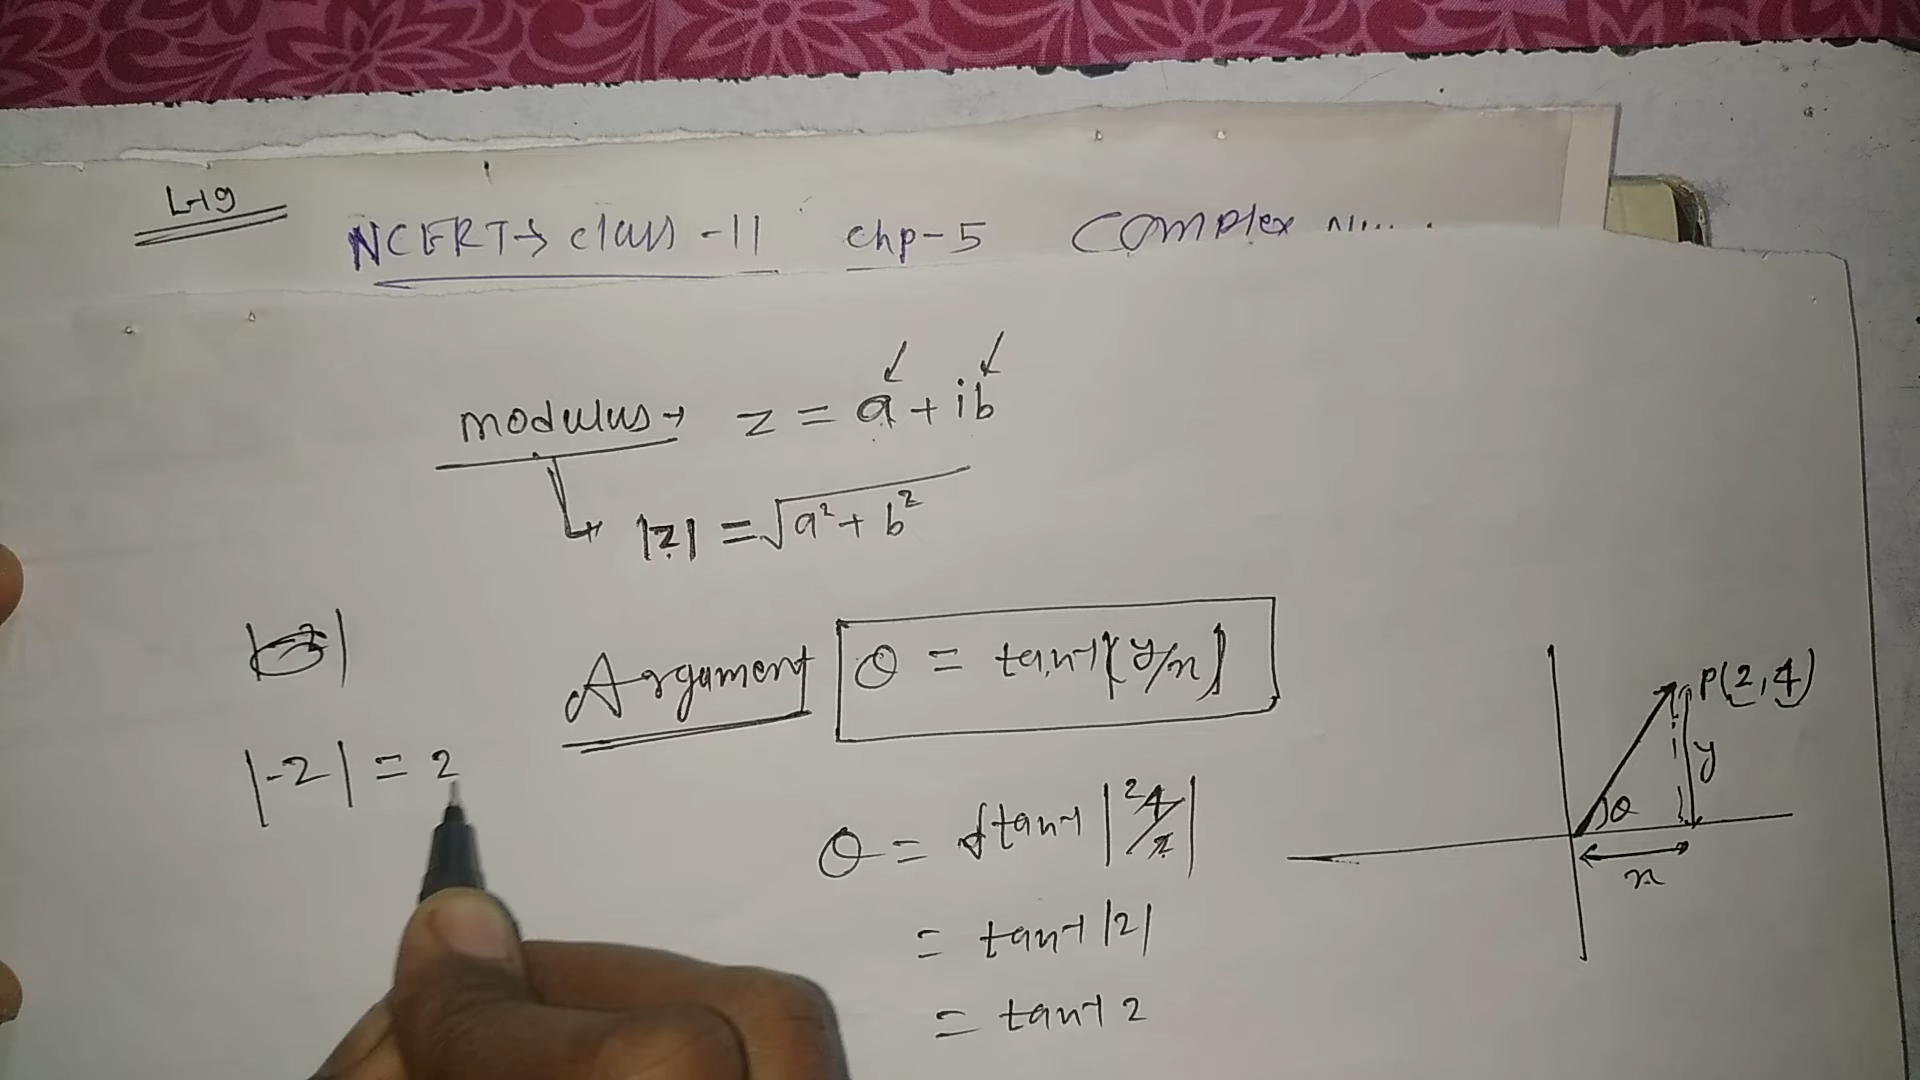 L-19
NCERT→ class -11 chp-5 Complex
modulus → z = a + ib
|z| = √a² + b²
Argument θ = tan-1(y/x)
|-2| = 2
θ = tan-1 |4/2|
= tan-1 |2|
= tan-1 2
P(2,4)
y
θ
x